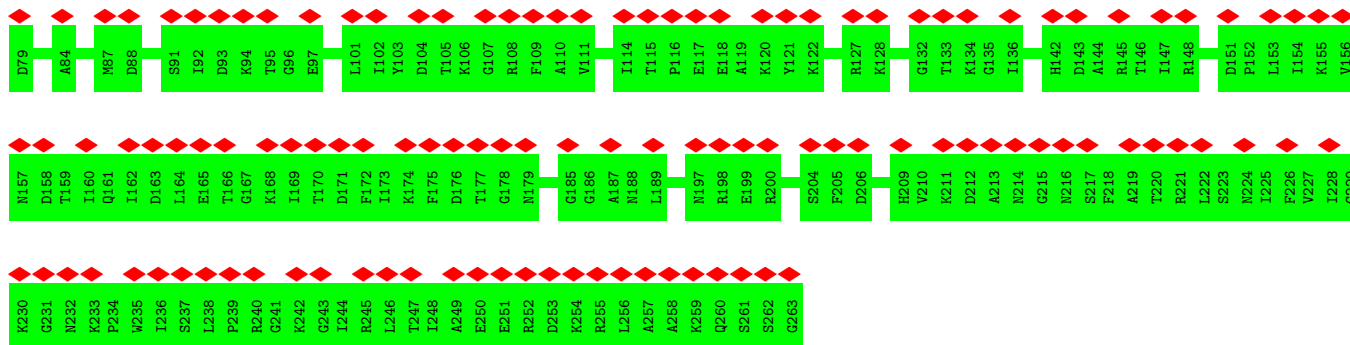 D79 A84 M87 D88 S91 I92 D93 K94 T95 G96 E97 L101 I102 Y103 D104 T105 K106 G107 R108 F109 A110 V111 I114 T115 P116 E117 E118 A119 K120 Y121 K122 R127 K128 G132 T133 K134 G135 I136 H142 D143 A144 R145 T146 I147 R148 D151 P152 L153 I154 K155 V156
N157 D158 T159 I160 Q161 I162 D163 L164 E165 T166 G167 K168 I169 T170 D171 F172 I173 K174 F175 D176 T177 G178 N179 G185 G186 A187 N188 L189 N197 R198 E199 R200 S204 F205 D206 H209 V210 K211 D212 A213 N214 G215 N216 S217 F218 A219 T220 R221 L222 S223 N224 I225 F226 V227 I228 G229
K230 G231 N232 K233 P234 W235 I236 S237 L238 P239 R240 G241 K242 G243 I244 R245 L246 T247 I248 A249 E250 E251 R252 D253 K254 R255 L256 A257 A258 K259 Q260 S261 S262 G263